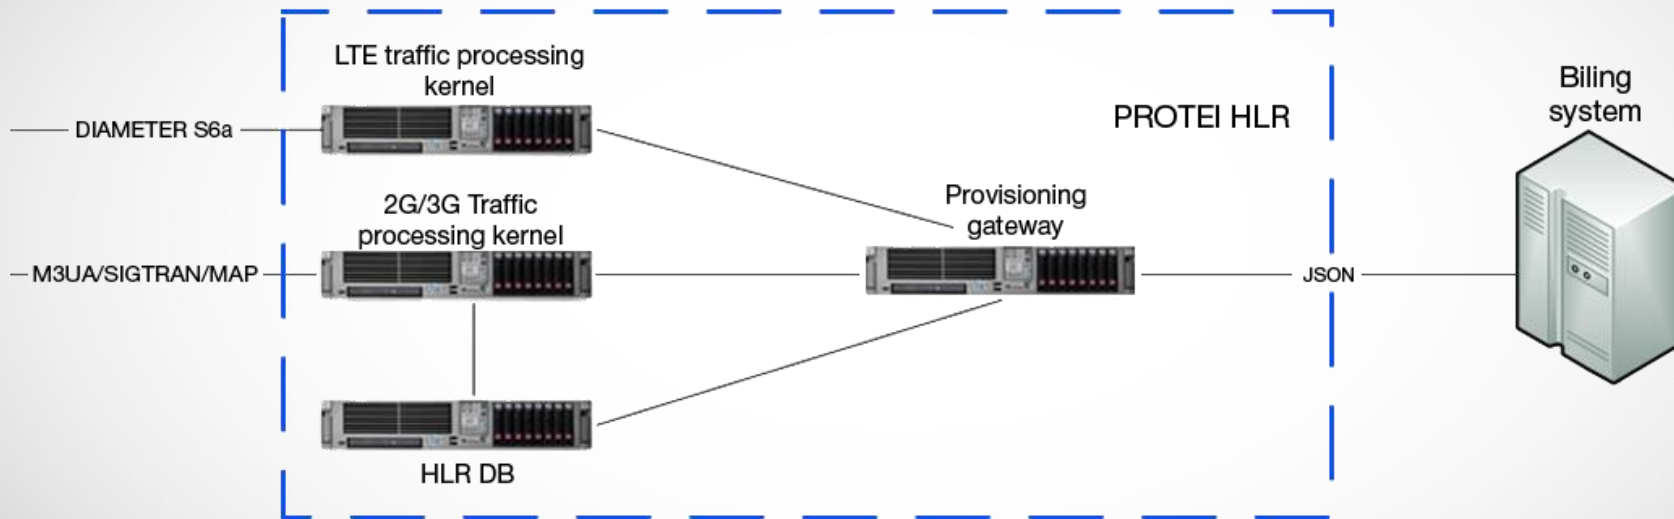 LTE traffic processing
kernel
DIAMETER S6a
PROTEI HLR
Biling
system
2G/3G Traffic
processing kernel
M3UA/SIGTRAN/MAP
Provisioning
gateway
JSON
HLR DB